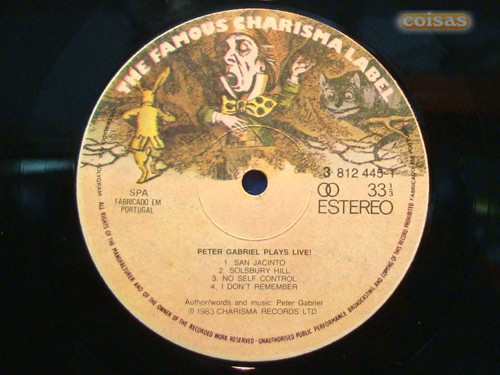 coisas
THE FAMOUS CHARISMA LABEL
3 812 445-1
SPA
FABRICADO EM
PORTUGAL
33 1/3
ESTEREO
PETER GABRIEL PLAYS LIVE!
1. SAN JACINTO
2. SOLSBURY HILL
3. NO SELF CONTROL
4. I DON'T REMEMBER
Author/words and music: Peter Gabriel
℗ 1983 CHARISMA RECORDS LTD
ALL RIGHTS OF THE MANUFACTURER AND OF THE OWNER OF THE RECORDED WORK RESERVED · UNAUTHORISED PUBLIC PERFORMANCE BROADCASTING AND COPYING OF THIS RECORD PROHIBITED